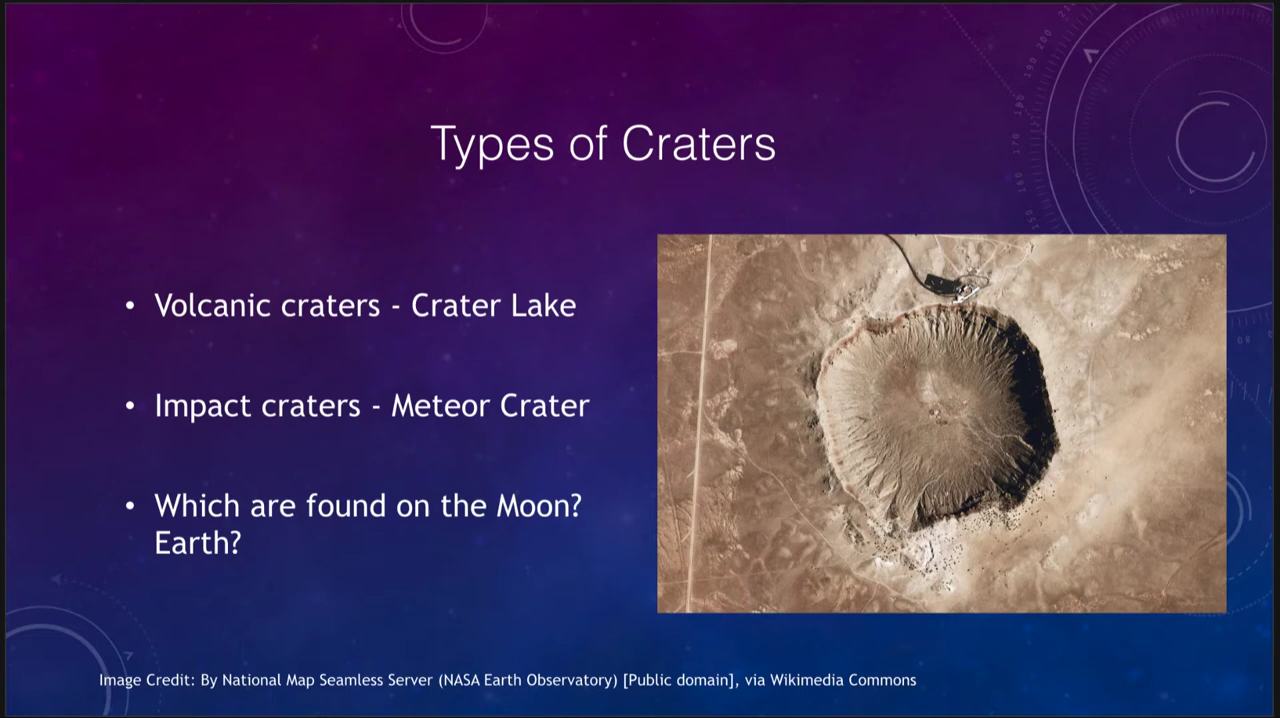 Types of Craters
• Volcanic craters - Crater Lake
• Impact craters - Meteor Crater
• Which are found on the Moon?
Earth?
Image Credit: By National Map Seamless Server (NASA Earth Observatory) [Public domain], via Wikimedia Commons